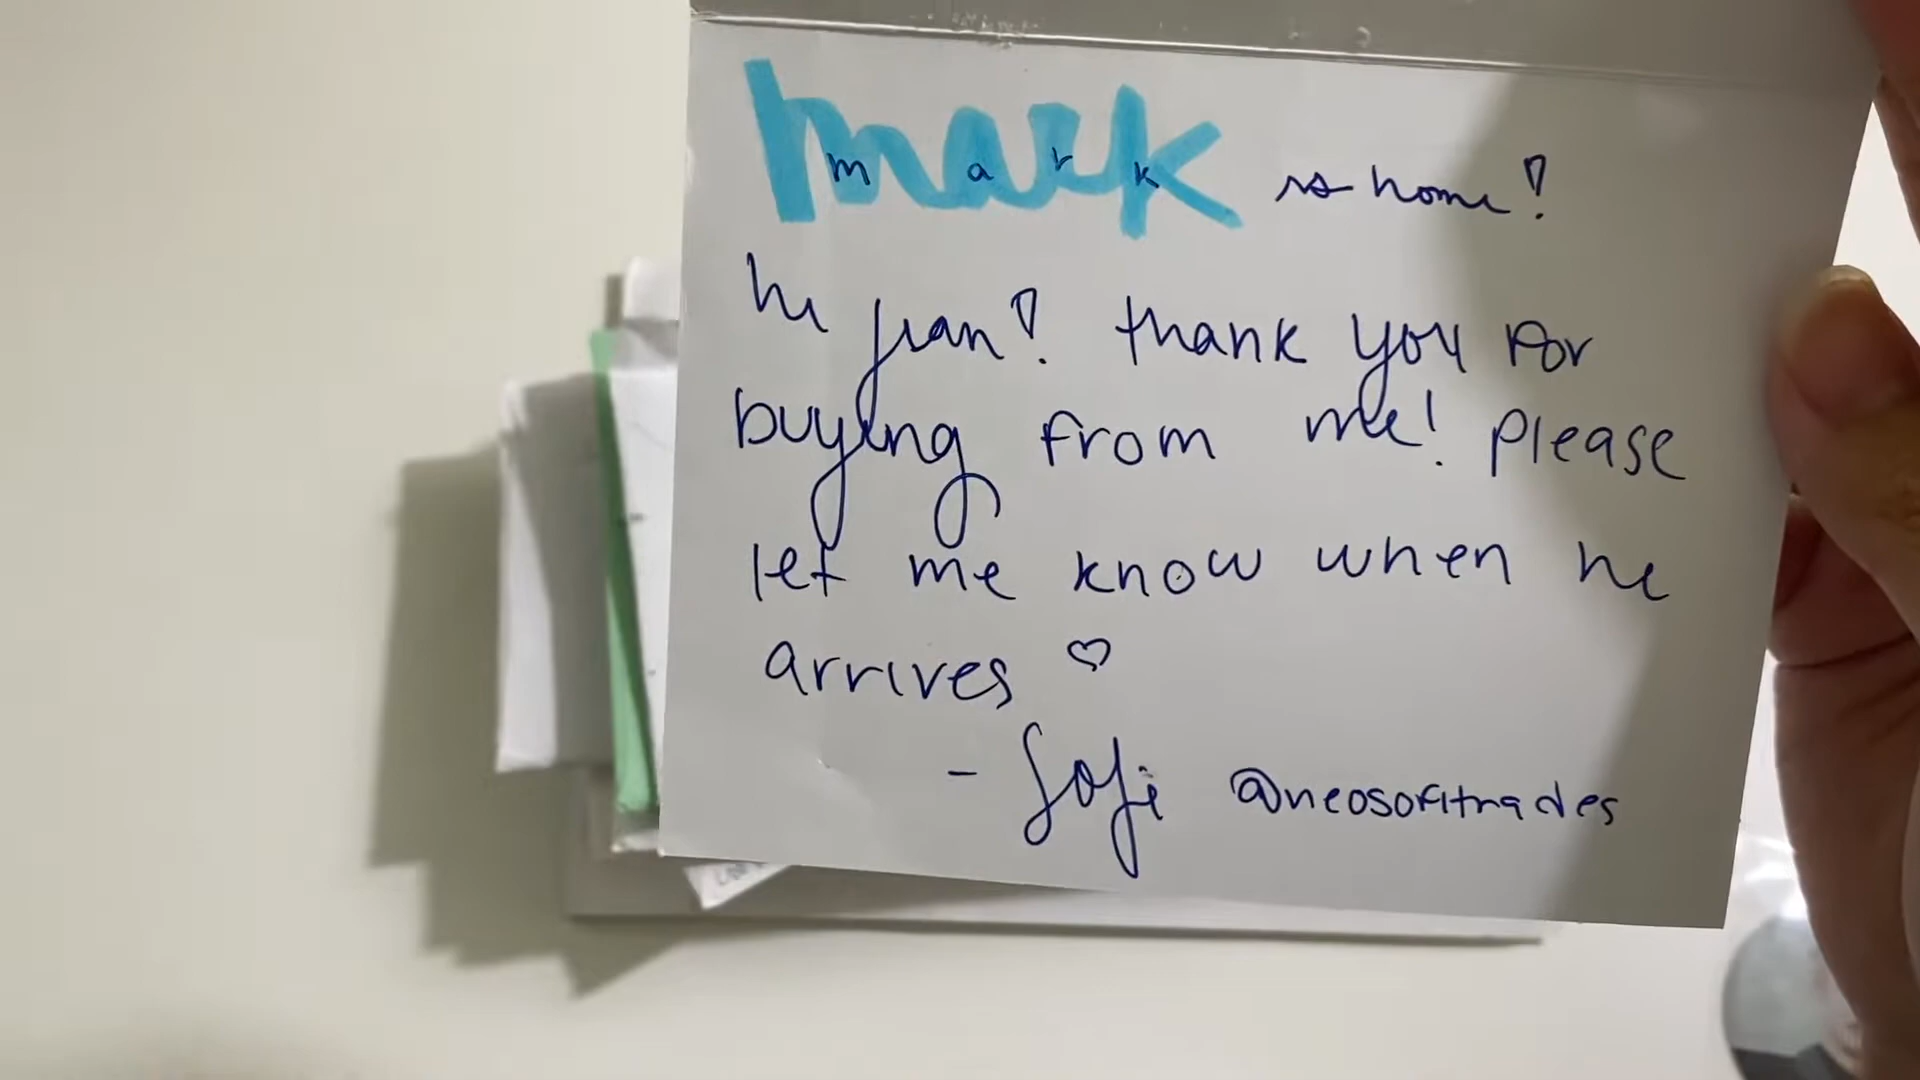 mark is home!
m a r k
hi jian! thank you for
buying from me! please
let me know when he
arrives ♡
- Sofi @neosofitrades